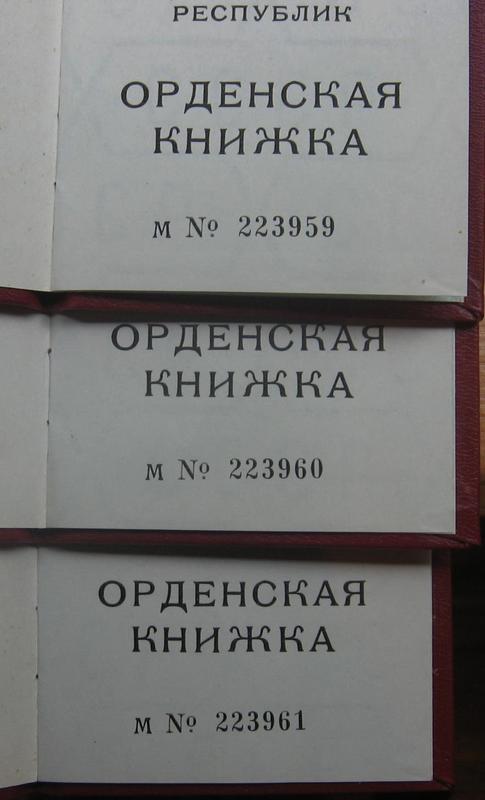 РЕСПУБЛИК
ОРДЕНСКАЯ
КНИЖКА
м № 223959
ОРДЕНСКАЯ
КНИЖКА
м № 223960
ОРДЕНСКАЯ
КНИЖКА
м № 223961